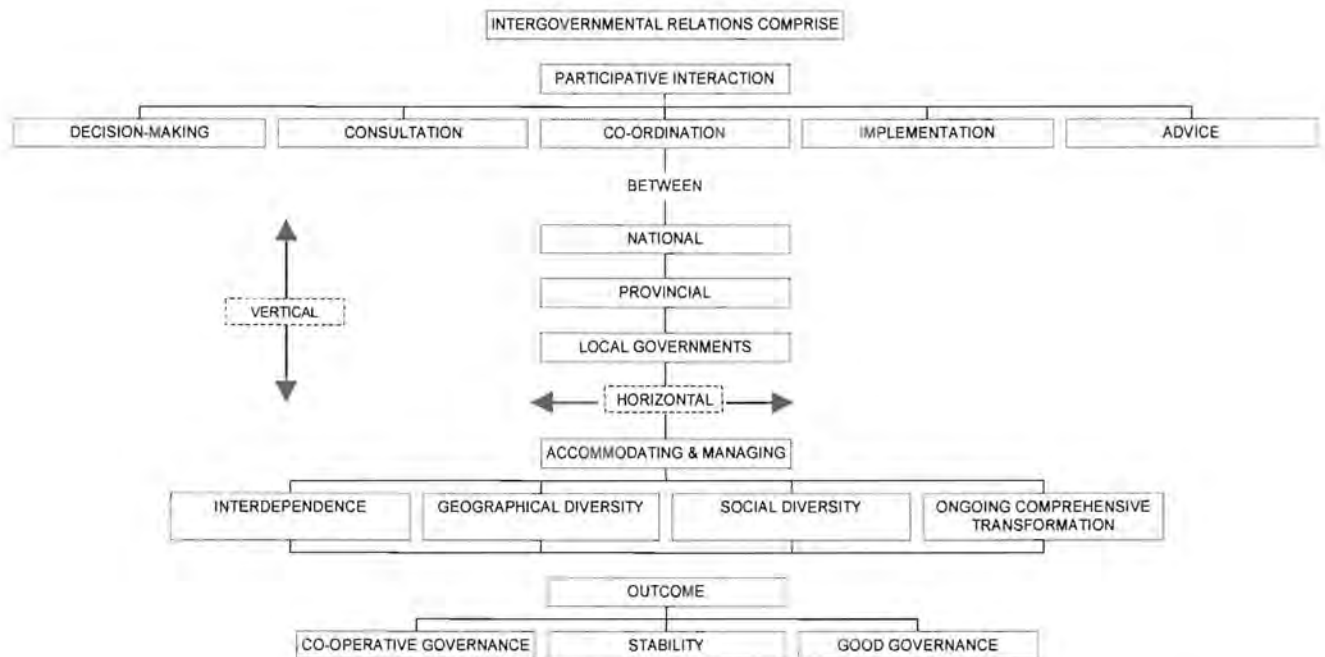 INTERGOVERNMENTAL RELATIONS COMPRISE
PARTICIPATIVE INTERACTION
DECISION-MAKING
CONSULTATION
CO-ORDINATION
IMPLEMENTATION
ADVICE
BETWEEN
NATIONAL
PROVINCIAL
VERTICAL
LOCAL GOVERNMENTS
HORIZONTAL
ACCOMMODATING & MANAGING
INTERDEPENDENCE
GEOGRAPHICAL DIVERSITY
SOCIAL DIVERSITY
ONGOING COMPREHENSIVE
TRANSFORMATION
OUTCOME
CO-OPERATIVE GOVERNANCE
STABILITY
GOOD GOVERNANCE